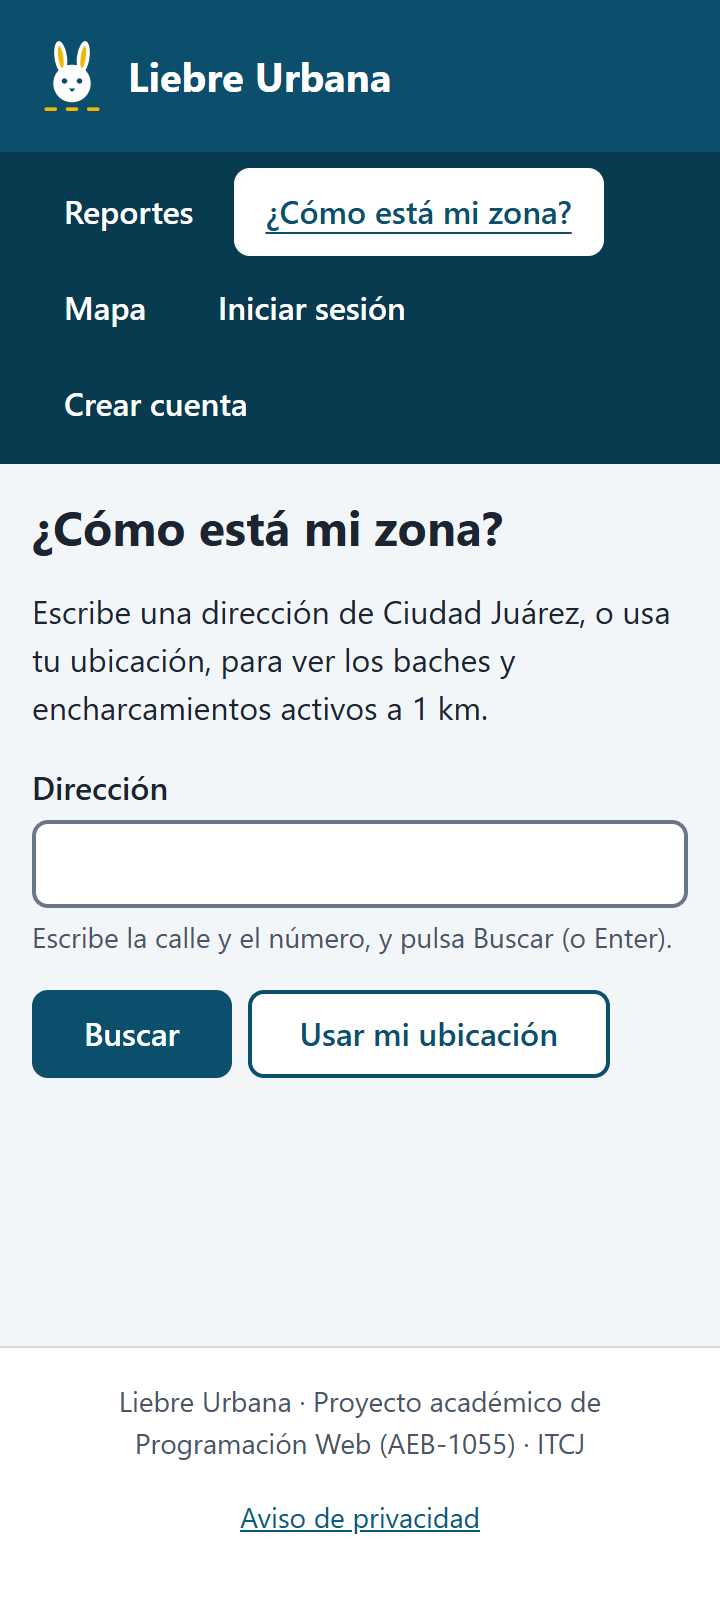 Liebre Urbana
Reportes
¿Cómo está mi zona?
Mapa
Iniciar sesión
Crear cuenta
¿Cómo está mi zona?
Escribe una dirección de Ciudad Juárez, o usa
tu ubicación, para ver los baches y
encharcamientos activos a 1 km.
Dirección
Escribe la calle y el número, y pulsa Buscar (o Enter).
Buscar
Usar mi ubicación
Liebre Urbana · Proyecto académico de
Programación Web (AEB-1055) · ITCJ
Aviso de privacidad